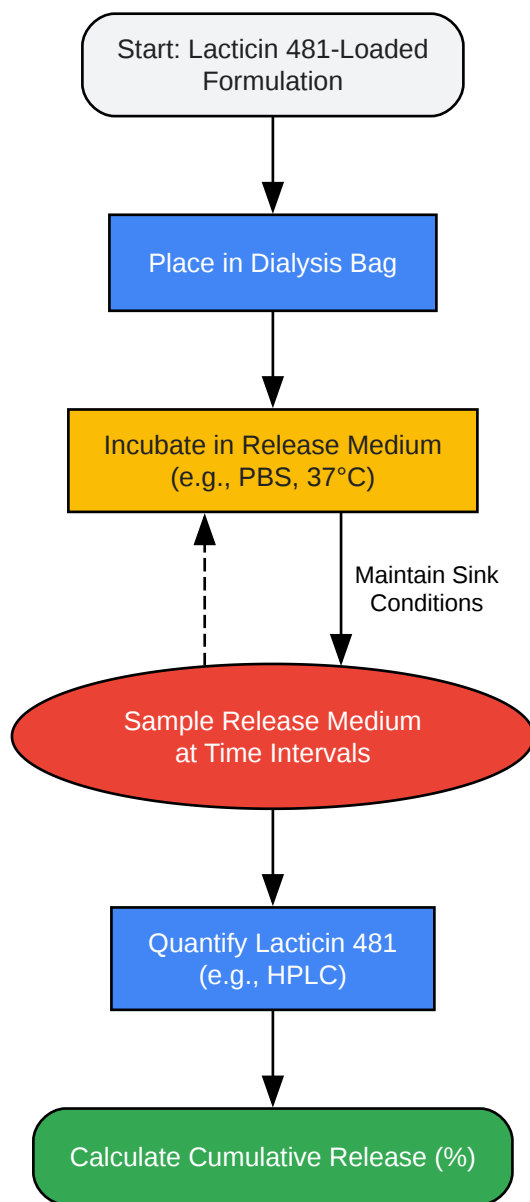 Start: Lacticin 481-Loaded
Formulation
Place in Dialysis Bag
Incubate in Release Medium
(e.g., PBS, 37°C)
Maintain Sink
Conditions
Sample Release Medium
at Time Intervals
Quantify Lacticin 481
(e.g., HPLC)
Calculate Cumulative Release (%)